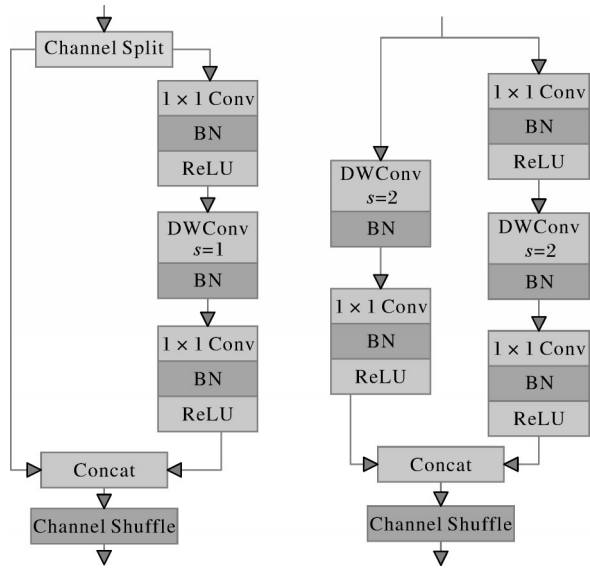 Channel Split
1 × 1 Conv
BN
ReLU
DWConv
s=1
BN
1 × 1 Conv
BN
ReLU
Concat
Channel Shuffle
DWConv
s=2
BN
1 × 1 Conv
BN
ReLU
1 × 1 Conv
BN
ReLU
DWConv
s=2
BN
1 × 1 Conv
BN
ReLU
Concat
Channel Shuffle